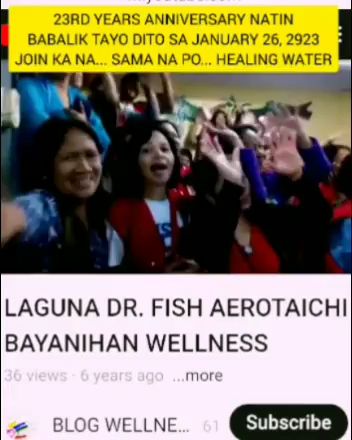 23RD YEARS ANNIVERSARY NATIN
BABALIK TAYO DITO SA JANUARY 26, 2923
JOIN KA NA... SAMA NA PO... HEALING WATER
LAGUNA DR. FISH AEROTAICHI
BAYANIHAN WELLNESS
36 views · 6 years ago ...more
BLOG WELLNE... 61 Subscribe